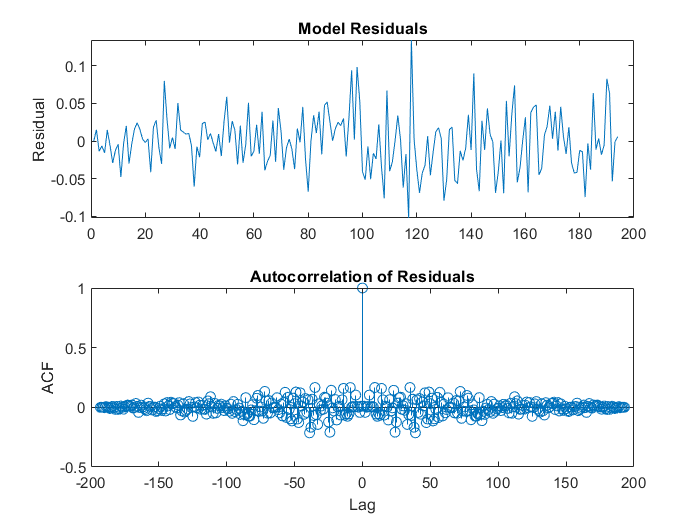 Model Residuals
Residual
0.1
0.05
0
-0.05
-0.1
0 20 40 60 80 100 120 140 160 180 200
Autocorrelation of Residuals
ACF
1
0.5
0
-0.5
-200 -150 -100 -50 0 50 100 150 200
Lag